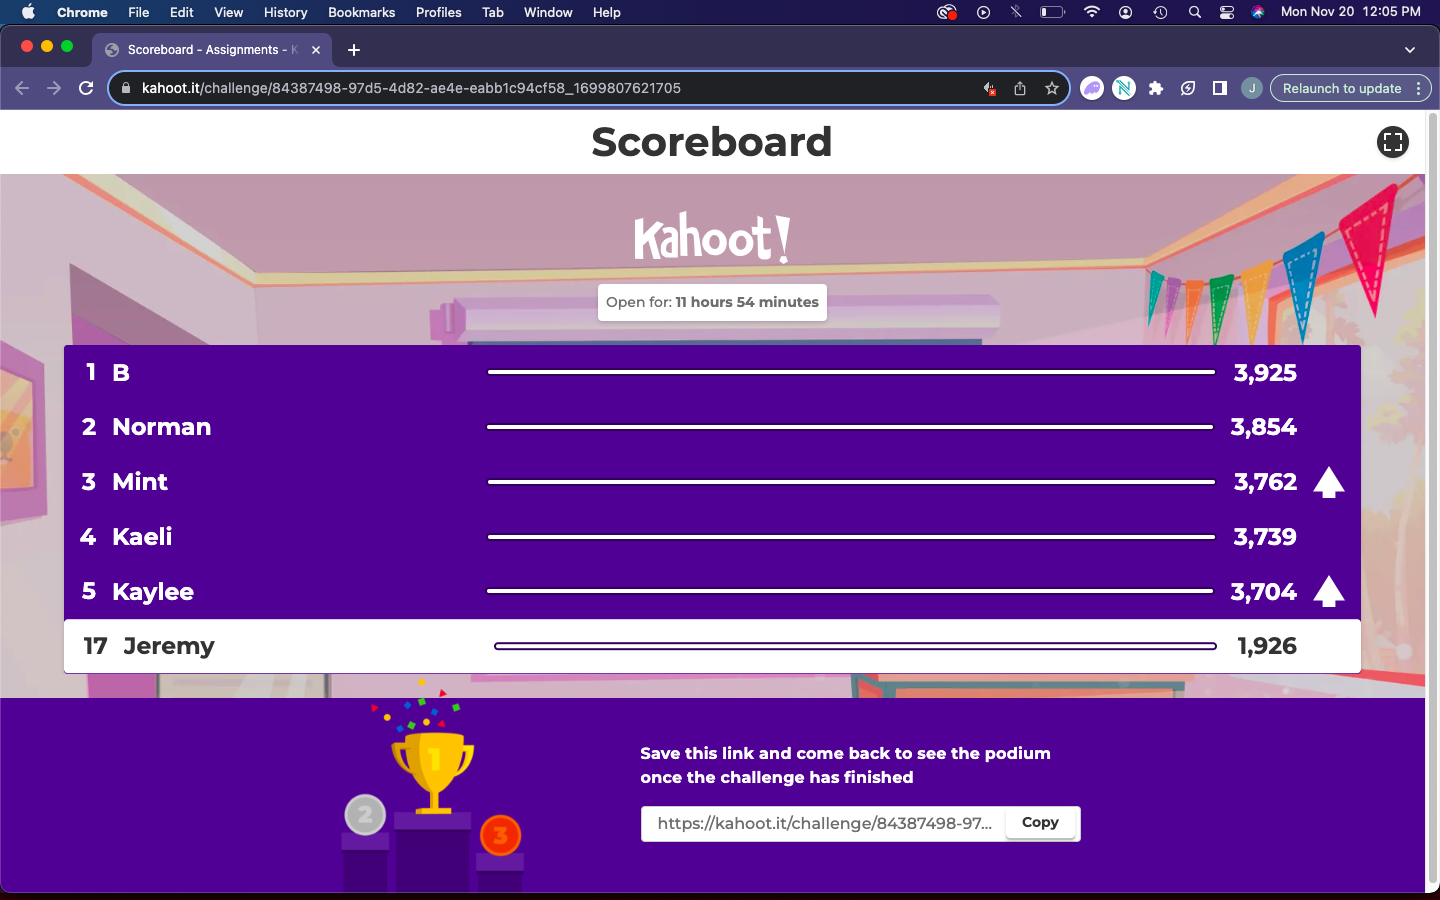 Chrome File Edit View History Bookmarks Profiles Tab Window Help Mon Nov 20 12:05 PM
Scoreboard - Assignments - K
kahoot.it/challenge/84387498-97d5-4d82-ae4e-eabb1c94cf58_1699807621705 J Relaunch to update
Scoreboard
Kahoot!
Open for: 11 hours 54 minutes
1 B 3,925
2 Norman 3,854
3 Mint 3,762
4 Kaeli 3,739
5 Kaylee 3,704
17 Jeremy 1,926
1
2
3
Save this link and come back to see the podium
once the challenge has finished
https://kahoot.it/challenge/84387498-97... Copy